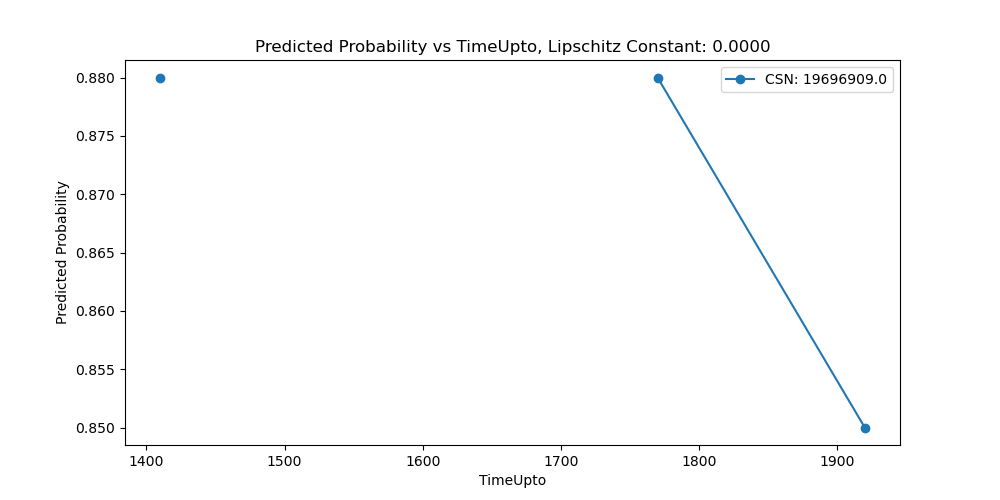 Predicted Probability vs TimeUpto, Lipschitz Constant: 0.0000
CSN: 19696909.0
Predicted Probability
0.880
0.875
0.870
0.865
0.860
0.855
0.850
1400 1500 1600 1700 1800 1900
TimeUpto